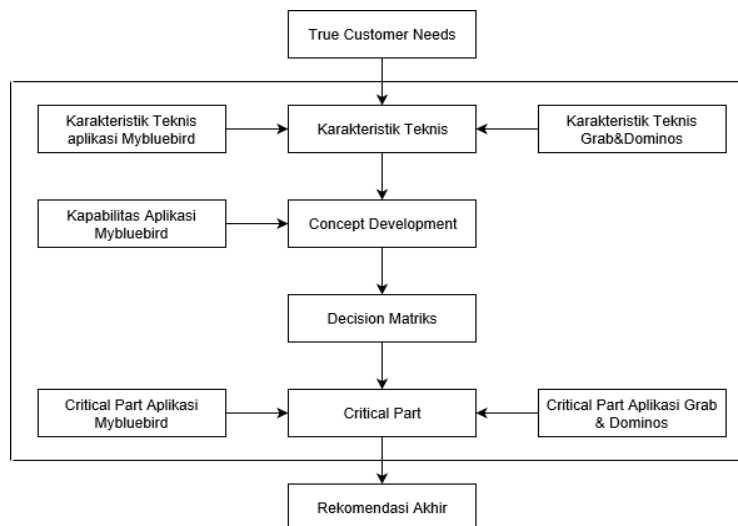 True Customer Needs
Karakteristik Teknis
aplikasi Mybluebird
Karakteristik Teknis
Karakteristik Teknis
Grab&Dominos
Kapabilitas Aplikasi
Mybluebird
Concept Development
Decision Matriks
Critical Part Aplikasi
Mybluebird
Critical Part
Critical Part Aplikasi Grab
& Dominos
Rekomendasi Akhir